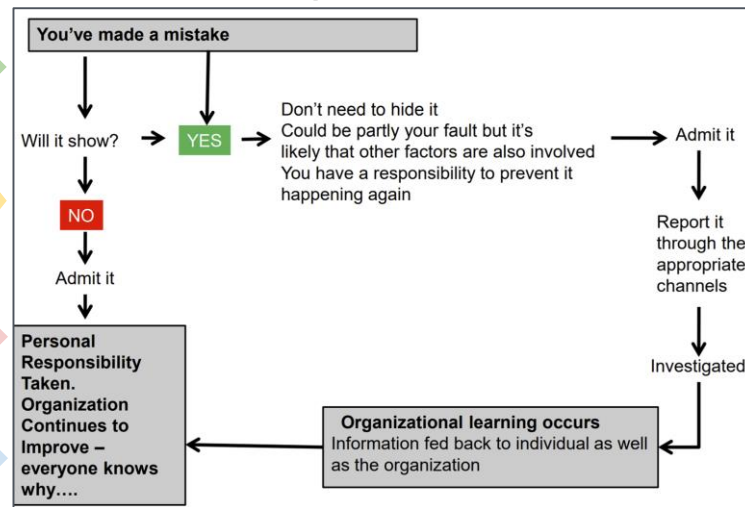 You've made a mistake
Will it show?
YES
Don't need to hide it
Could be partly your fault but it's
likely that other factors are also involved
You have a responsibility to prevent it
happening again
Admit it
NO
Admit it
Report it
through the
appropriate
channels
Investigated
Personal
Responsibility
Taken.
Organization
Continues to
Improve –
everyone knows
why….
Organizational learning occurs
Information fed back to individual as well
as the organization